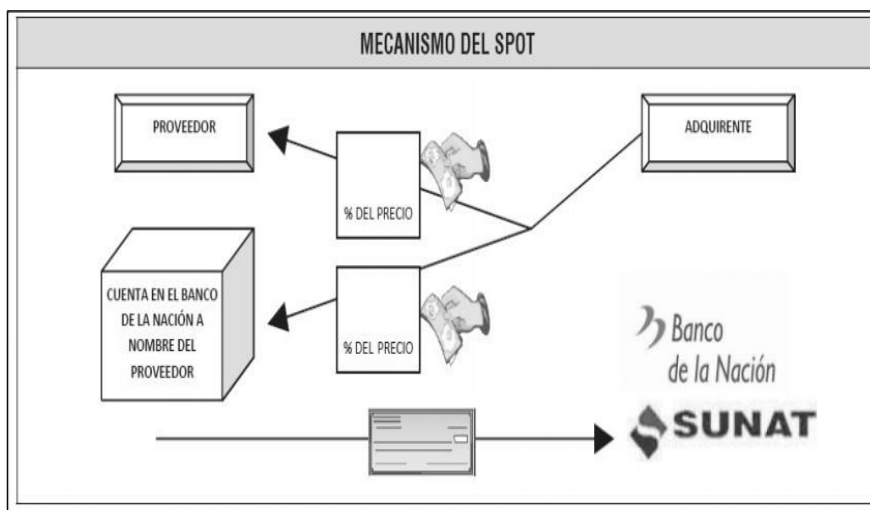 MECANISMO DEL SPOT
PROVEEDOR
ADQUIRENTE
% DEL PRECIO
CUENTA EN EL BANCO
DE LA NACIÓN A
NOMBRE DEL
PROVEEDOR
% DEL PRECIO
Banco
de la Nación
SUNAT